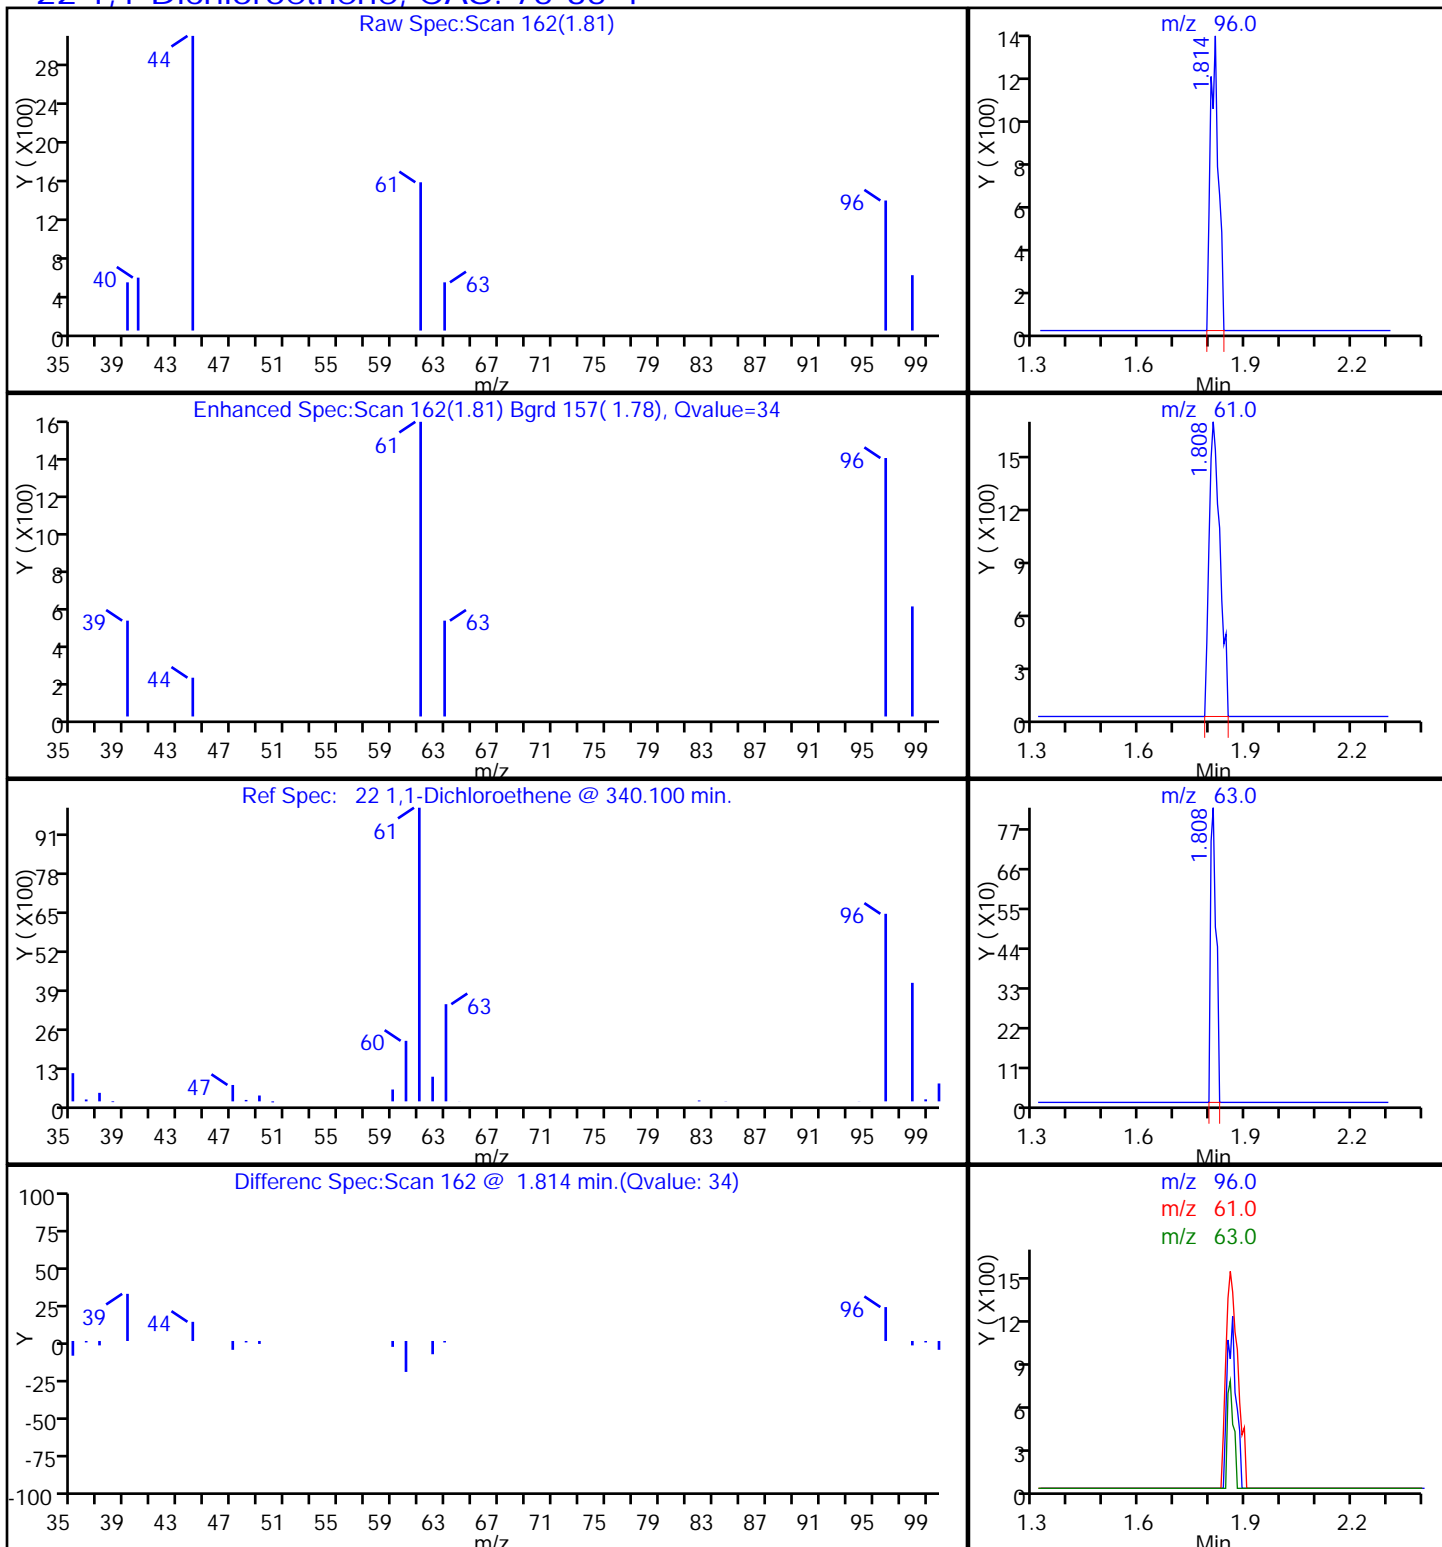 22 1,1-Dichloroethene, CAS: 75-35-4
Raw Spec:Scan 162(1.81)
Y ( X100)
28
24
20
16
12
8
4
0
44
61
96
40
63
35 39 43 47 51 55 59 63 67 71 75 79 83 87 91 95 99
m/z
m/z 96.0
Y ( X100)
14
12
10
8
6
4
2
0
1.814
1.3 1.6 1.9 2.2
Min
Enhanced Spec:Scan 162(1.81) Bgrd 157( 1.78), Qvalue=34
Y ( X100)
16
14
12
10
8
6
4
2
0
61
96
39
63
44
35 39 43 47 51 55 59 63 67 71 75 79 83 87 91 95 99
m/z
m/z 61.0
Y ( X100)
15
12
9
6
3
0
1.808
1.3 1.6 1.9 2.2
Min
Ref Spec: 22 1,1-Dichloroethene @ 340.100 min.
Y ( X100)
91
78
65
52
39
26
13
0
61
96
63
60
47
35 39 43 47 51 55 59 63 67 71 75 79 83 87 91 95 99
m/z
m/z 63.0
Y ( X10)
77
66
55
44
33
22
11
0
1.808
1.3 1.6 1.9 2.2
Min
Differenc Spec:Scan 162 @ 1.814 min.(Qvalue: 34)
Y
100
75
50
25
0
-25
-50
-75
-100
39
44
96
35 39 43 47 51 55 59 63 67 71 75 79 83 87 91 95 99
m/z
m/z 96.0
m/z 61.0
m/z 63.0
Y ( X100)
15
12
9
6
3
0
1.3 1.6 1.9 2.2
Min